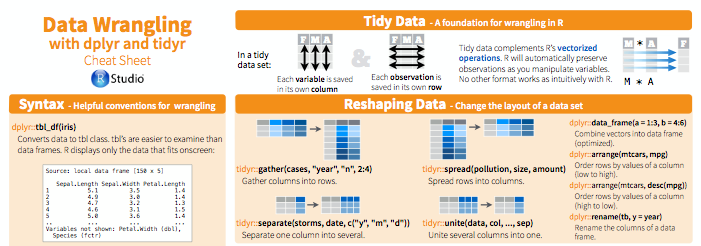 Data Wrangling
with dplyr and tidyr
Cheat Sheet
R Studio
Syntax - Helpful conventions for wrangling
dplyr::tbl_df(iris)
Converts data to tbl class. tbl's are easier to examine than
data frames. R displays only the data that fits onscreen:
Source: local data frame [150 x 5]
Sepal.Length Sepal.Width Petal.Length
1 5.1 3.5 1.4
2 4.9 3.0 1.4
3 4.7 3.2 1.3
4 4.6 3.1 1.5
5 5.0 3.6 1.4
.. ... ... ...
Variables not shown: Petal.Width (dbl),
Species (fctr)
Tidy Data - A foundation for wrangling in R
In a tidy
data set:
F M A
Each variable is saved
in its own column
&
F M A
Each observation is
saved in its own row
Tidy data complements R's vectorized
operations. R will automatically preserve
observations as you manipulate variables.
No other format works as intuitively with R.
M * A F
M * A
Reshaping Data - Change the layout of a data set
tidyr::gather(cases, "year", "n", 2:4)
Gather columns into rows.
tidyr::spread(pollution, size, amount)
Spread rows into columns.
tidyr::separate(storms, date, c("y", "m", "d"))
Separate one column into several.
tidyr::unite(data, col, ..., sep)
Unite several columns into one.
dplyr::data_frame(a = 1:3, b = 4:6)
Combine vectors into data frame
(optimized).
dplyr::arrange(mtcars, mpg)
Order rows by values of a column
(low to high).
dplyr::arrange(mtcars, desc(mpg))
Order rows by values of a column
(high to low).
dplyr::rename(tb, y = year)
Rename the columns of a data
frame.